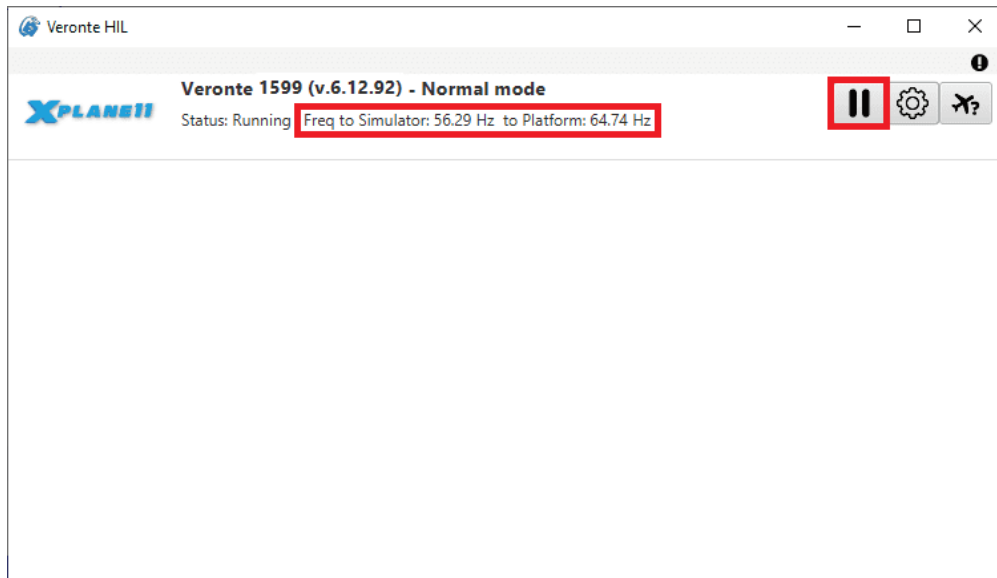 Veronte HIL
Veronte 1599 (v.6.12.92) - Normal mode
XPLANE11
Status: Running Freq to Simulator: 56.29 Hz to Platform: 64.74 Hz